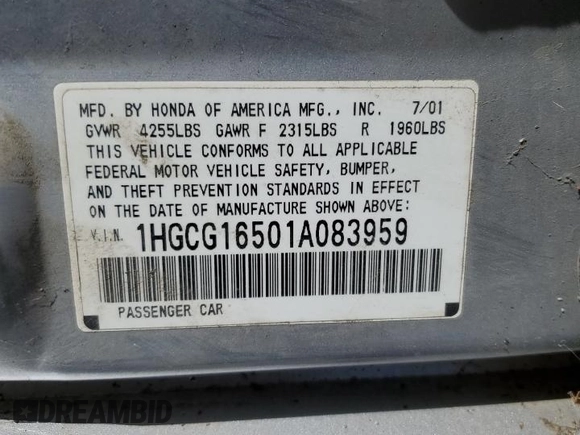 MFD. BY HONDA OF AMERICA MFG., INC. 7/01
GVWR 4255LBS GAWR F 2315LBS R 1960LBS
THIS VEHICLE CONFORMS TO ALL APPLICABLE
FEDERAL MOTOR VEHICLE SAFETY, BUMPER,
AND THEFT PREVENTION STANDARDS IN EFFECT
ON THE DATE OF MANUFACTURE SHOWN ABOVE:
V.I.N. 1HGCG16501A083959
PASSENGER CAR
DREAMBID